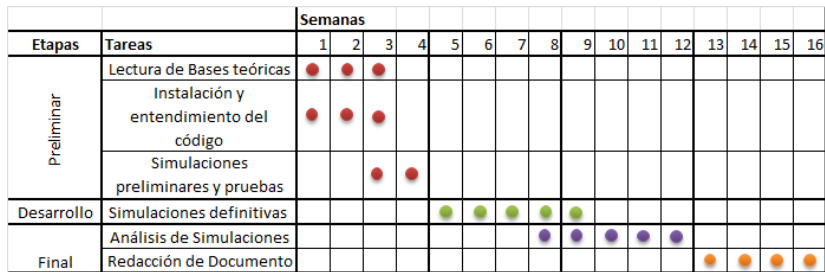 Semanas
Etapas Tareas 1 2 3 4 5 6 7 8 9 10 11 12 13 14 15 16
Preliminar
Lectura de Bases teóricas
Instalación y
entendimiento del
código
Simulaciones
preliminares y pruebas
Desarrollo Simulaciones definitivas
Final
Análisis de Simulaciones
Redacción de Documento